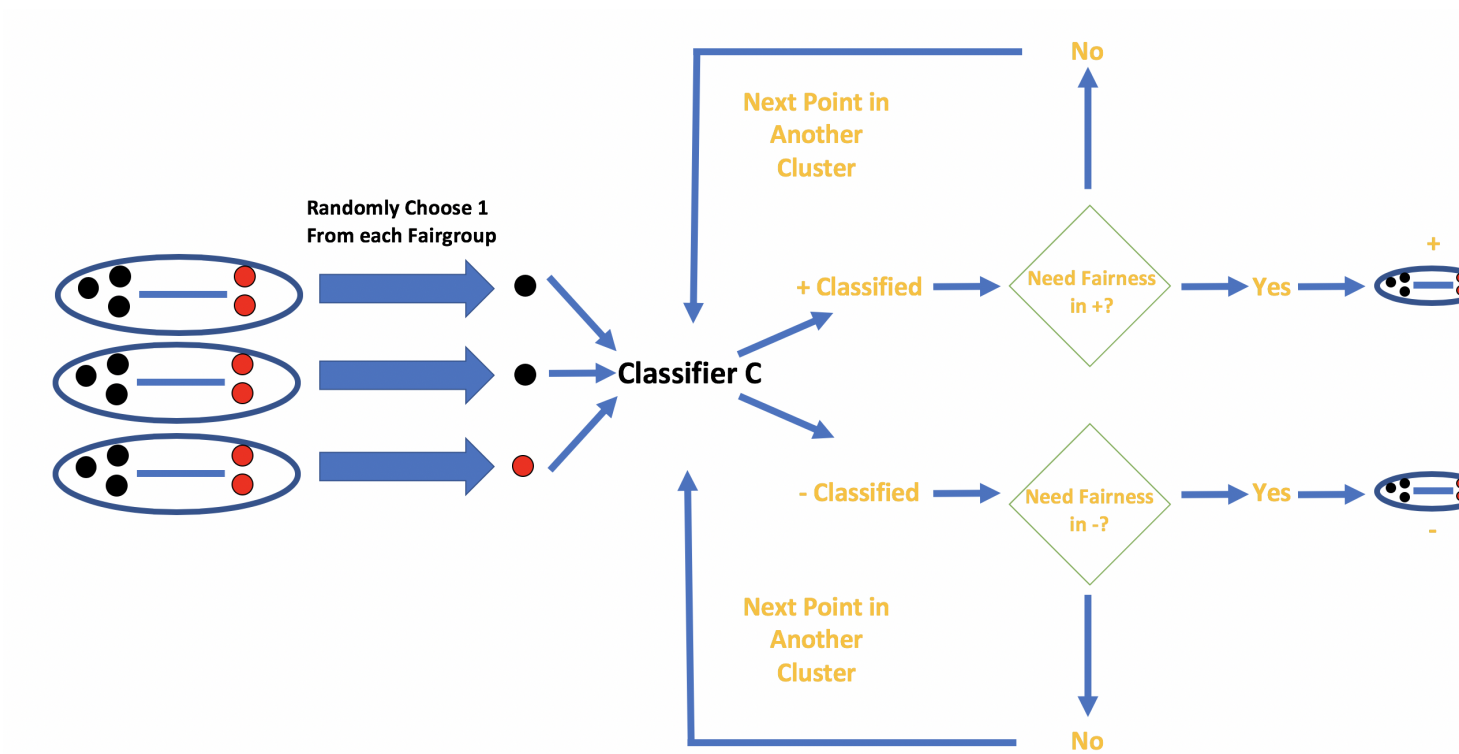 No
Next Point in
Another
Cluster
Randomly Choose 1
From each Fairgroup
+
+ Classified
Need Fairness
in +?
Yes
Classifier C
- Classified
Need Fairness
in -?
Yes
-
Next Point in
Another
Cluster
No